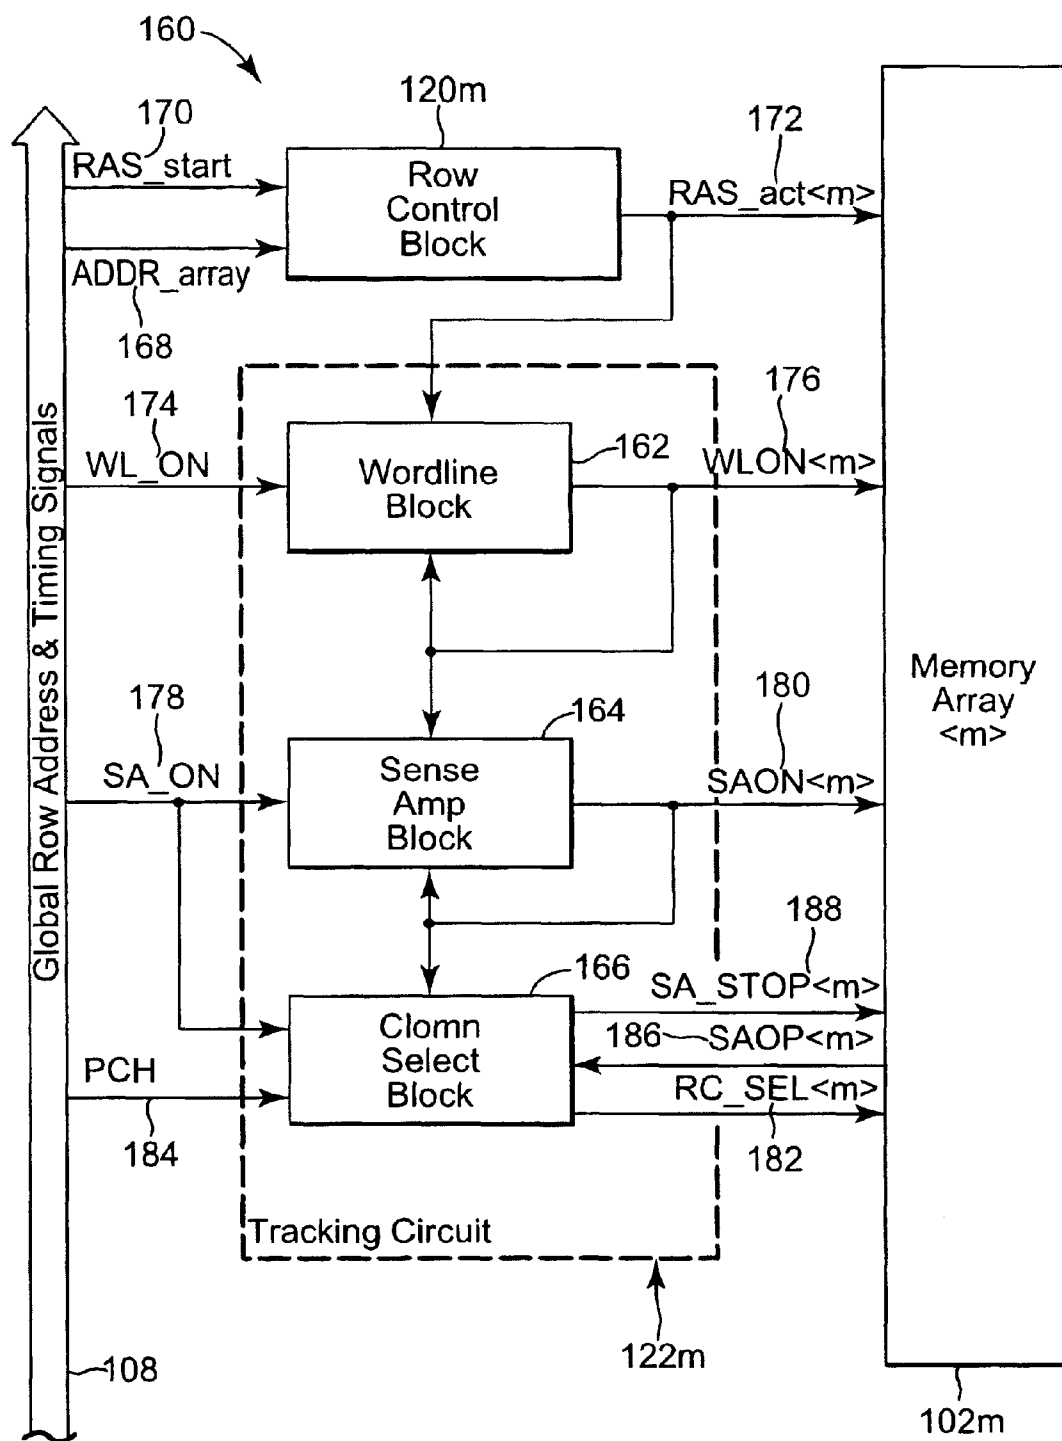 160
120m
170
RAS_start
Row
Control
Block
172
RAS_act<m>
ADDR_array
168
174
WL_ON
Wordline
Block
162
176
WLON<m>
Global Row Address & Timing Signals
Memory
Array
<m>
178
SA_ON
164
Sense
Amp
Block
180
SAON<m>
166
188
SA_STOP<m>
Clomn
Select
Block
186
SAOP<m>
PCH
184
RC_SEL<m>
182
Tracking Circuit
122m
108
102m